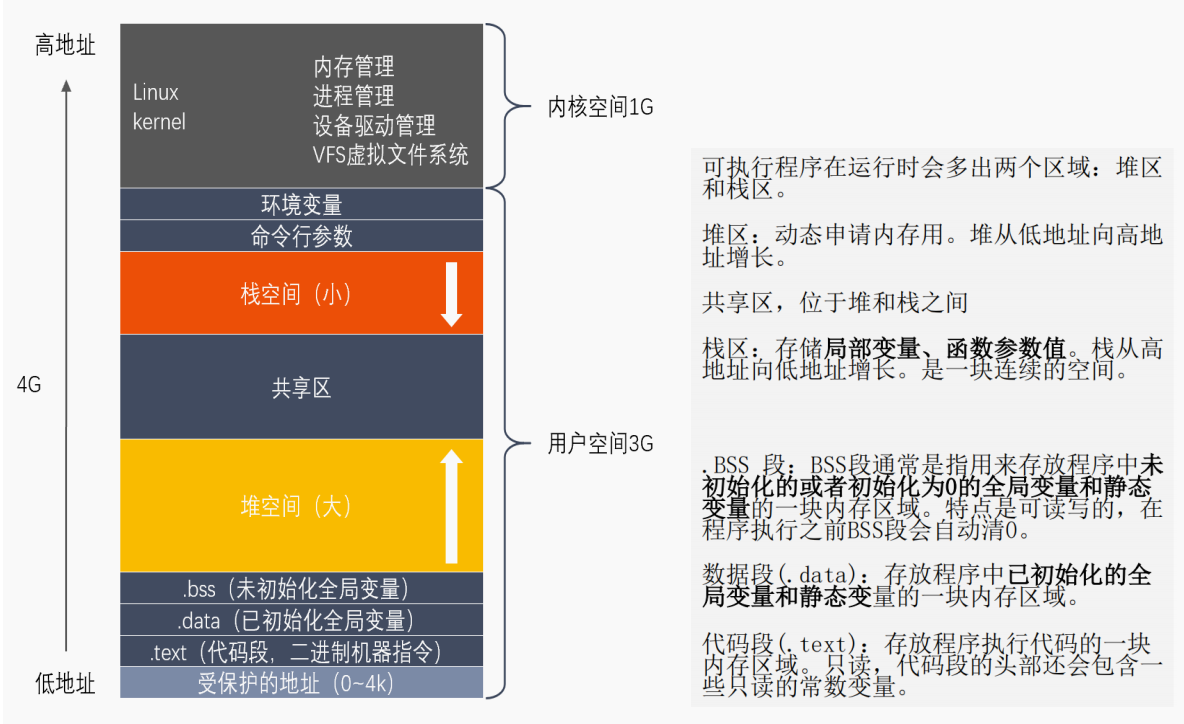 高地址
Linux
kernel
内存管理
进程管理
设备驱动管理
VFS虚拟文件系统
内核空间1G
环境变量
命令行参数
栈空间（小）
4G
共享区
用户空间3G
堆空间（大）
.bss（未初始化全局变量）
.data（已初始化全局变量）
.text（代码段，二进制机器指令）
低地址
受保护的地址（0~4k）
可执行程序在运行时会多出两个区域：堆区
和栈区。
堆区：动态申请内存用。堆从低地址向高地
址增长。
共享区，位于堆和栈之间
栈区：存储局部变量、函数参数值。栈从高
地址向低地址增长。是一块连续的空间。
.BSS 段：BSS段通常是指用来存放程序中未
初始化的或者初始化为0的全局变量和静态
变量的一块内存区域。特点是可读写的，在
程序执行之前BSS段会自动清0。
数据段(.data)：存放程序中已初始化的全
局变量和静态变量的一块内存区域。
代码段(.text)：存放程序执行代码的一块
内存区域。只读，代码段的头部还会包含一
些只读的常数变量。